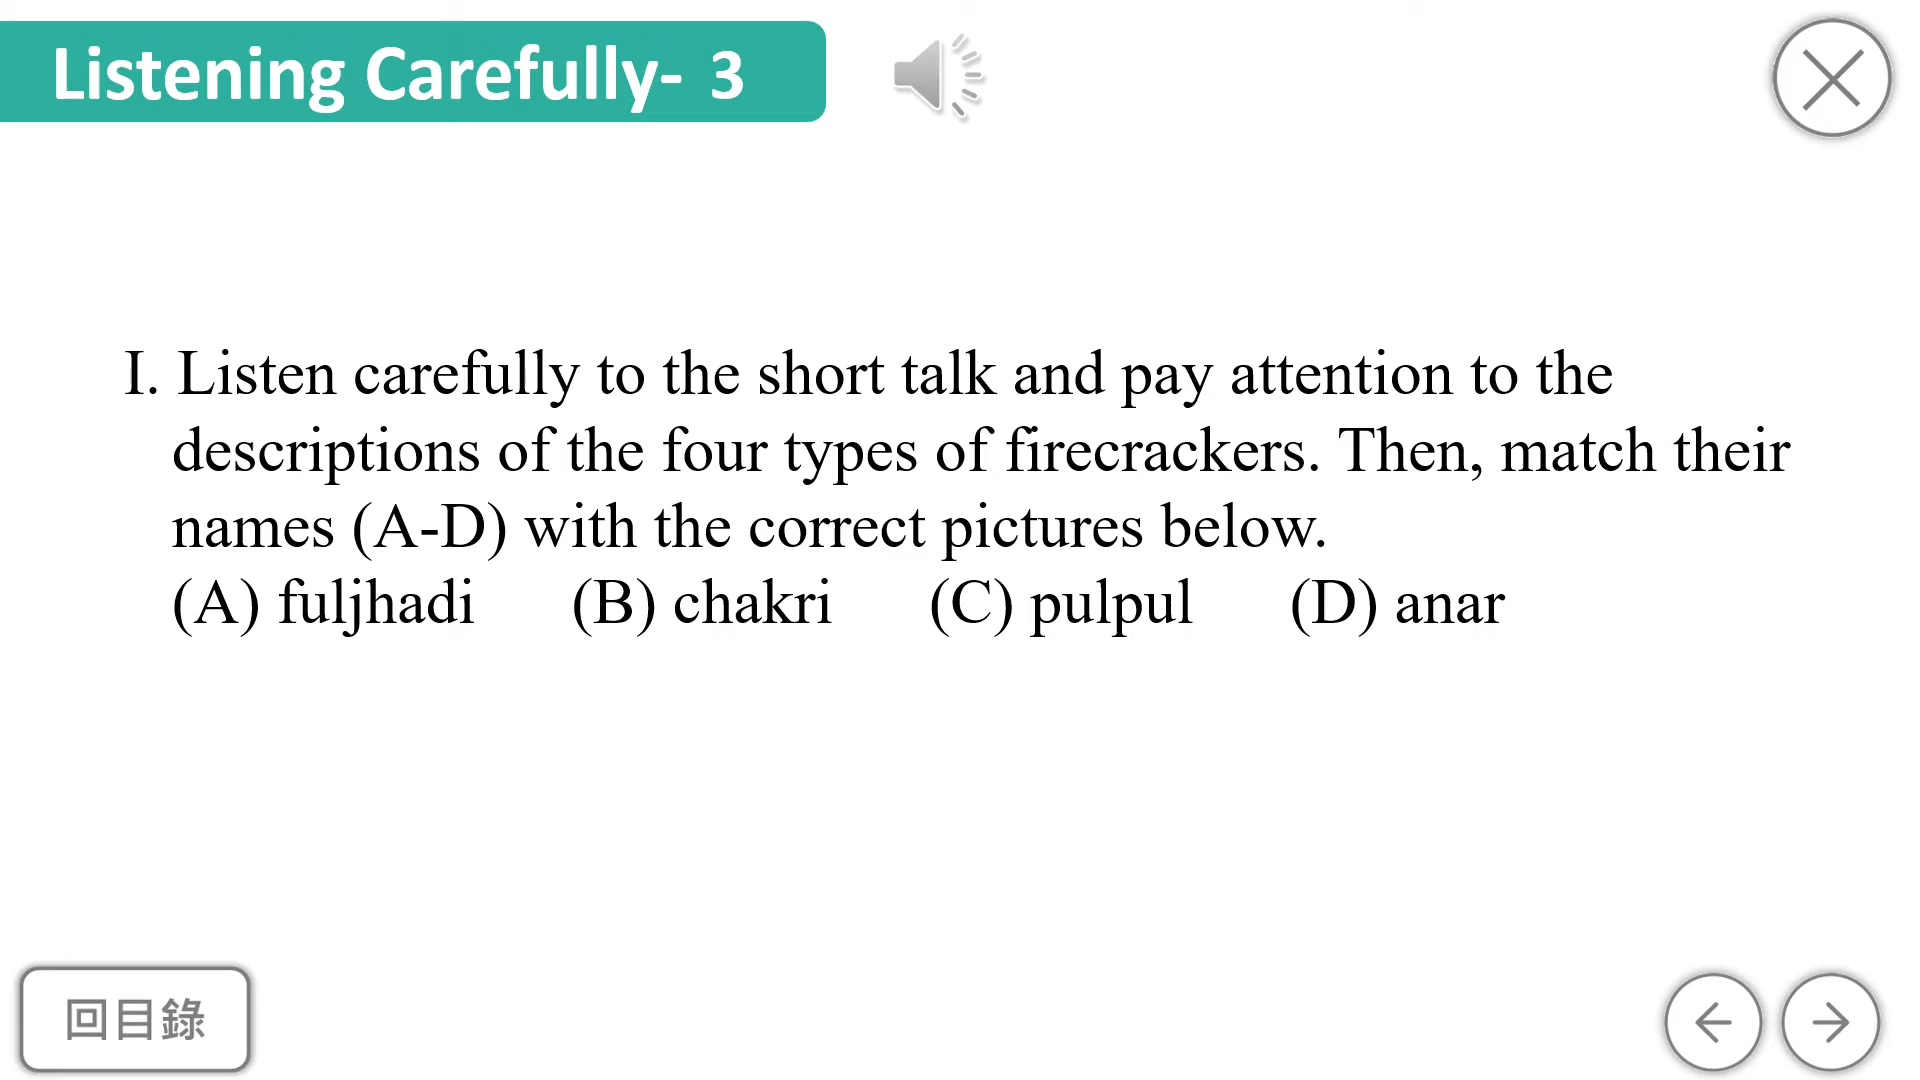 Listening Carefully- 3
I. Listen carefully to the short talk and pay attention to the
descriptions of the four types of firecrackers. Then, match their
names (A-D) with the correct pictures below.
(A) fuljhadi (B) chakri (C) pulpul (D) anar
回目錄